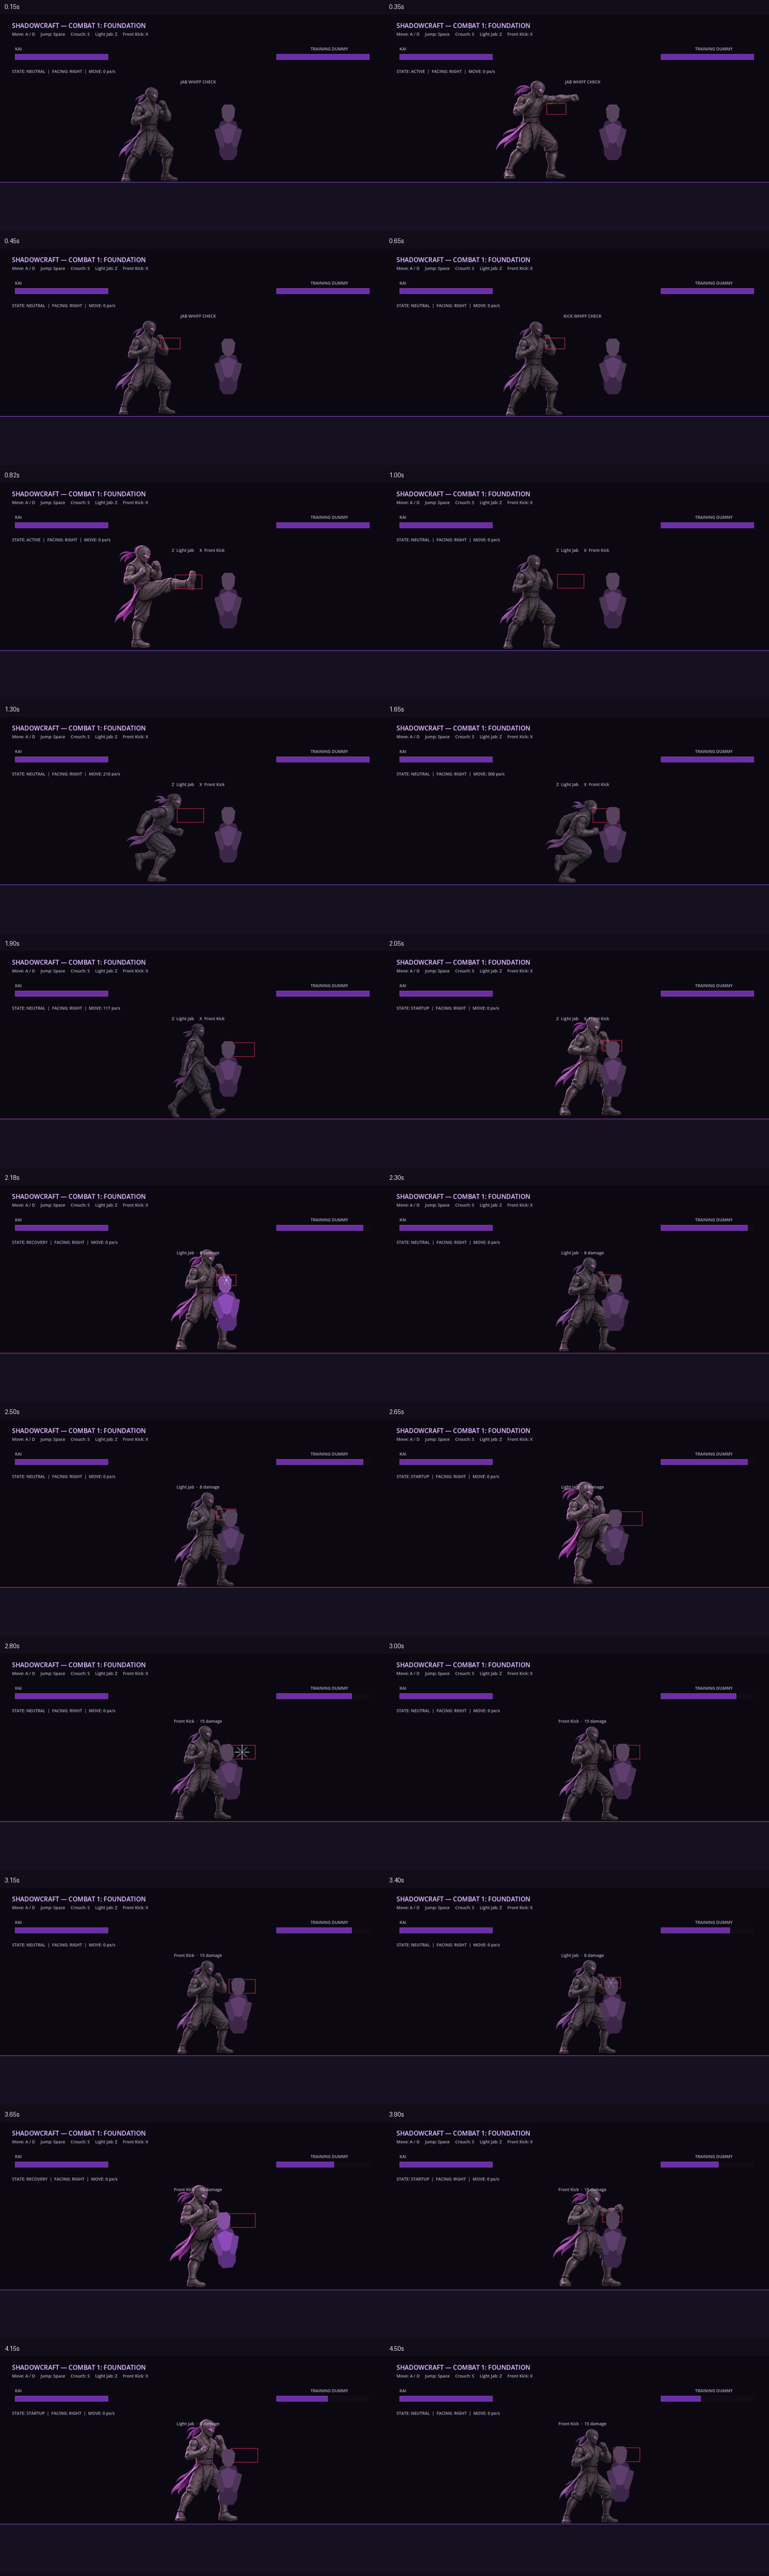 0.15s
SHADOWCRAFT — COMBAT 1: FOUNDATION
Move: A / D Jump: Space Crouch: S Light Jab: Z Front Kick: X
KAI TRAINING DUMMY
STATE: NEUTRAL | FACING: RIGHT | MOVE: 0 px/s
JAB WHIFF CHECK
0.35s
SHADOWCRAFT — COMBAT 1: FOUNDATION
Move: A / D Jump: Space Crouch: S Light Jab: Z Front Kick: X
KAI TRAINING DUMMY
STATE: ACTIVE | FACING: RIGHT | MOVE: 0 px/s
JAB WHIFF CHECK
0.45s
SHADOWCRAFT — COMBAT 1: FOUNDATION
Move: A / D Jump: Space Crouch: S Light Jab: Z Front Kick: X
KAI TRAINING DUMMY
STATE: NEUTRAL | FACING: RIGHT | MOVE: 0 px/s
JAB WHIFF CHECK
0.65s
SHADOWCRAFT — COMBAT 1: FOUNDATION
Move: A / D Jump: Space Crouch: S Light Jab: Z Front Kick: X
KAI TRAINING DUMMY
STATE: NEUTRAL | FACING: RIGHT | MOVE: 0 px/s
KICK WHIFF CHECK
0.82s
SHADOWCRAFT — COMBAT 1: FOUNDATION
Move: A / D Jump: Space Crouch: S Light Jab: Z Front Kick: X
KAI TRAINING DUMMY
STATE: ACTIVE | FACING: RIGHT | MOVE: 0 px/s
Z Light Jab X Front Kick
1.00s
SHADOWCRAFT — COMBAT 1: FOUNDATION
Move: A / D Jump: Space Crouch: S Light Jab: Z Front Kick: X
KAI TRAINING DUMMY
STATE: NEUTRAL | FACING: RIGHT | MOVE: 0 px/s
Z Light Jab X Front Kick
1.30s
SHADOWCRAFT — COMBAT 1: FOUNDATION
Move: A / D Jump: Space Crouch: S Light Jab: Z Front Kick: X
KAI TRAINING DUMMY
STATE: NEUTRAL | FACING: RIGHT | MOVE: 210 px/s
Z Light Jab X Front Kick
1.65s
SHADOWCRAFT — COMBAT 1: FOUNDATION
Move: A / D Jump: Space Crouch: S Light Jab: Z Front Kick: X
KAI TRAINING DUMMY
STATE: NEUTRAL | FACING: RIGHT | MOVE: 300 px/s
Z Light Jab X Front Kick
1.90s
SHADOWCRAFT — COMBAT 1: FOUNDATION
Move: A / D Jump: Space Crouch: S Light Jab: Z Front Kick: X
KAI TRAINING DUMMY
STATE: NEUTRAL | FACING: RIGHT | MOVE: 117 px/s
Z Light Jab X Front Kick
2.05s
SHADOWCRAFT — COMBAT 1: FOUNDATION
Move: A / D Jump: Space Crouch: S Light Jab: Z Front Kick: X
KAI TRAINING DUMMY
STATE: STARTUP | FACING: RIGHT | MOVE: 0 px/s
Z Light Jab X Front Kick
2.18s
SHADOWCRAFT — COMBAT 1: FOUNDATION
Move: A / D Jump: Space Crouch: S Light Jab: Z Front Kick: X
KAI TRAINING DUMMY
STATE: RECOVERY | FACING: RIGHT | MOVE: 0 px/s
Light Jab · 8 damage
2.30s
SHADOWCRAFT — COMBAT 1: FOUNDATION
Move: A / D Jump: Space Crouch: S Light Jab: Z Front Kick: X
KAI TRAINING DUMMY
STATE: NEUTRAL | FACING: RIGHT | MOVE: 0 px/s
Light Jab · 8 damage
2.50s
SHADOWCRAFT — COMBAT 1: FOUNDATION
Move: A / D Jump: Space Crouch: S Light Jab: Z Front Kick: X
KAI TRAINING DUMMY
STATE: NEUTRAL | FACING: RIGHT | MOVE: 0 px/s
Light Jab · 8 damage
2.65s
SHADOWCRAFT — COMBAT 1: FOUNDATION
Move: A / D Jump: Space Crouch: S Light Jab: Z Front Kick: X
KAI TRAINING DUMMY
STATE: STARTUP | FACING: RIGHT | MOVE: 0 px/s
Light damage
2.80s
SHADOWCRAFT — COMBAT 1: FOUNDATION
Move: A / D Jump: Space Crouch: S Light Jab: Z Front Kick: X
KAI TRAINING DUMMY
STATE: NEUTRAL | FACING: RIGHT | MOVE: 0 px/s
Front Kick · 15 damage
3.00s
SHADOWCRAFT — COMBAT 1: FOUNDATION
Move: A / D Jump: Space Crouch: S Light Jab: Z Front Kick: X
KAI TRAINING DUMMY
STATE: NEUTRAL | FACING: RIGHT | MOVE: 0 px/s
Front Kick · 15 damage
3.15s
SHADOWCRAFT — COMBAT 1: FOUNDATION
Move: A / D Jump: Space Crouch: S Light Jab: Z Front Kick: X
KAI TRAINING DUMMY
STATE: NEUTRAL | FACING: RIGHT | MOVE: 0 px/s
Front Kick · 15 damage
3.40s
SHADOWCRAFT — COMBAT 1: FOUNDATION
Move: A / D Jump: Space Crouch: S Light Jab: Z Front Kick: X
KAI TRAINING DUMMY
STATE: NEUTRAL | FACING: RIGHT | MOVE: 0 px/s
Light Jab · 8 damage
3.65s
SHADOWCRAFT — COMBAT 1: FOUNDATION
Move: A / D Jump: Space Crouch: S Light Jab: Z Front Kick: X
KAI TRAINING DUMMY
STATE: RECOVERY | FACING: RIGHT | MOVE: 0 px/s
Front Kick · 15 damage
3.90s
SHADOWCRAFT — COMBAT 1: FOUNDATION
Move: A / D Jump: Space Crouch: S Light Jab: Z Front Kick: X
KAI TRAINING DUMMY
STATE: STARTUP | FACING: RIGHT | MOVE: 0 px/s
Front Kick · 15 damage
4.15s
SHADOWCRAFT — COMBAT 1: FOUNDATION
Move: A / D Jump: Space Crouch: S Light Jab: Z Front Kick: X
KAI TRAINING DUMMY
STATE: STARTUP | FACING: RIGHT | MOVE: 0 px/s
Light Jab · 8 damage
4.50s
SHADOWCRAFT — COMBAT 1: FOUNDATION
Move: A / D Jump: Space Crouch: S Light Jab: Z Front Kick: X
KAI TRAINING DUMMY
STATE: NEUTRAL | FACING: RIGHT | MOVE: 0 px/s
Front Kick · 15 damage